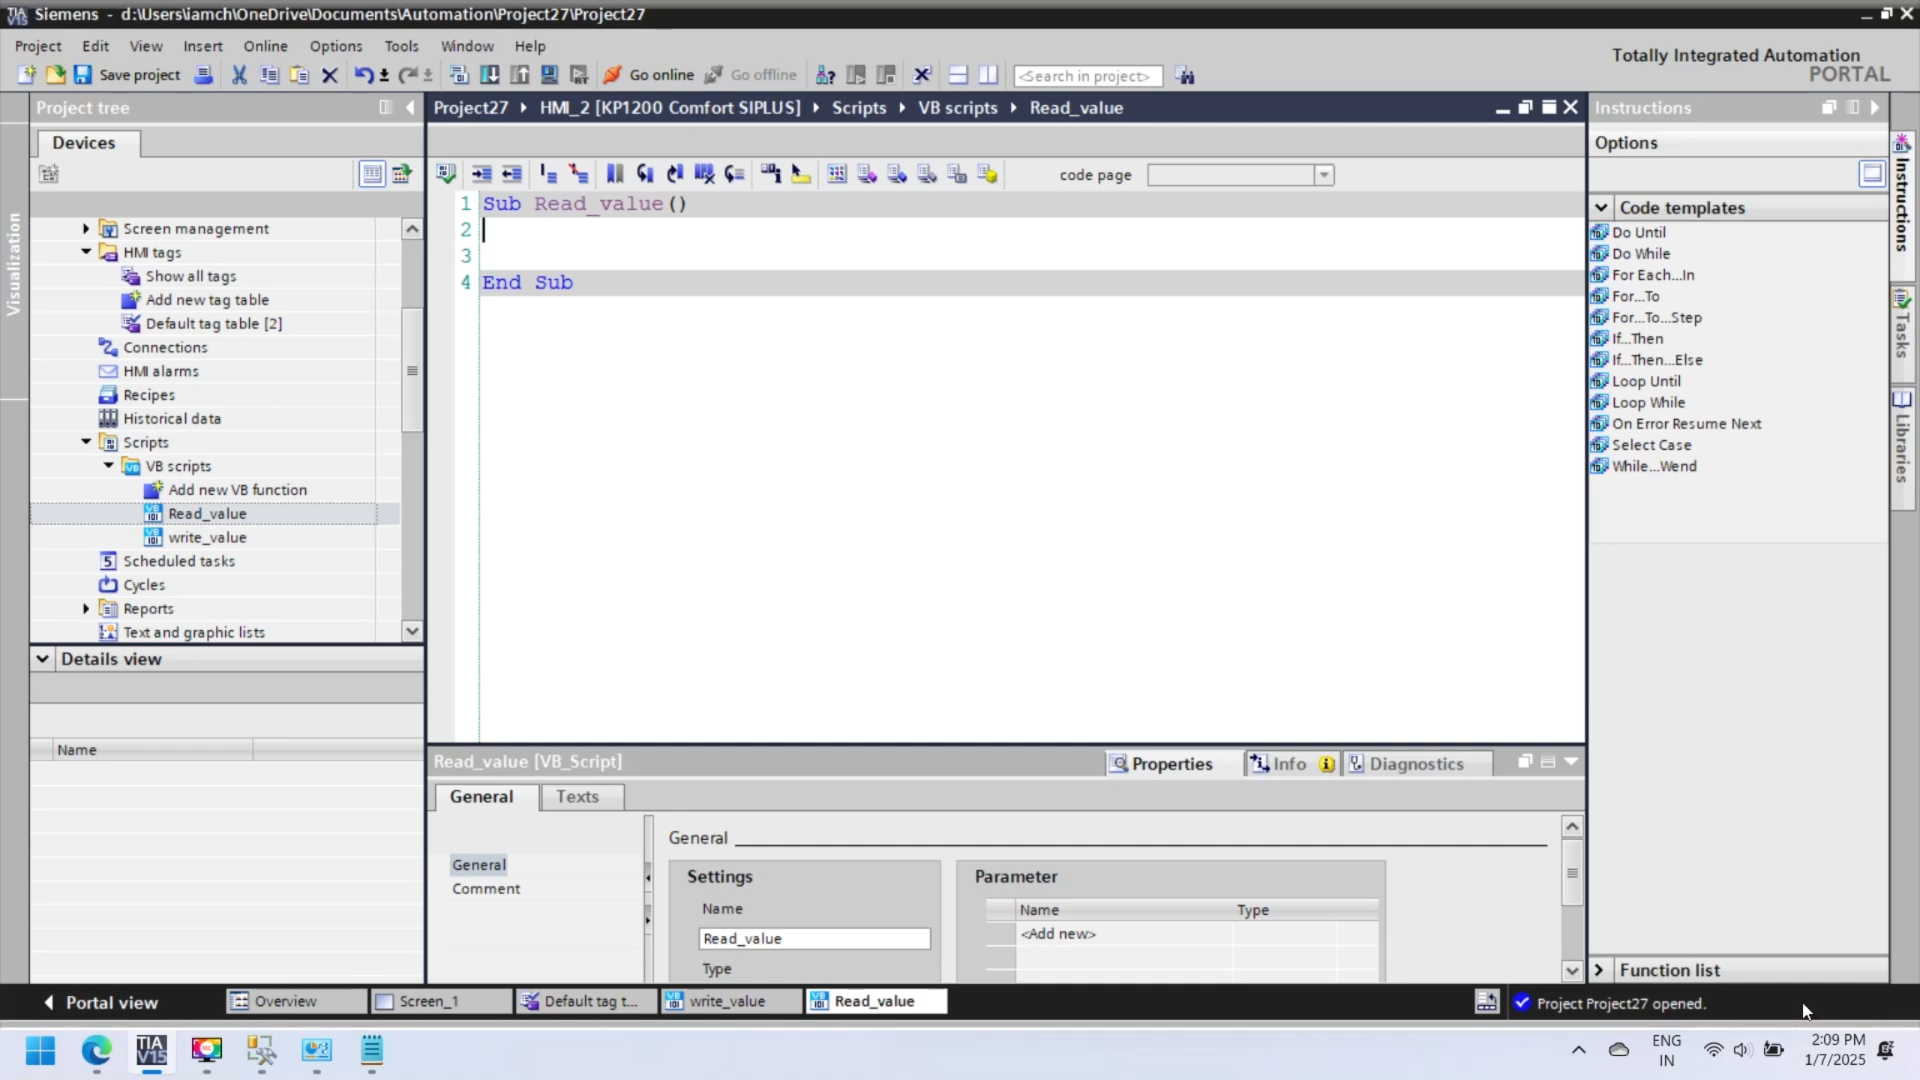 Siemens - d:\Users\iamch\OneDrive\Documents\Automation\Project27\Project27
Project Edit View Insert Online Options Tools Window Help
Totally Integrated Automation
PORTAL
Save project
Go online
Go offline
<Search in project>
Project tree
Project27 HMI_2 [KP1200 Comfort SIPLUS] Scripts VB scripts Read_value
Instructions
Devices
Options
Visualization
code page
Screen management
HMI tags
Show all tags
Add new tag table
Default tag table [2]
Connections
HMI alarms
Recipes
Historical data
Scripts
VB scripts
Add new VB function
Read_value
write_value
Scheduled tasks
Cycles
Reports
Text and graphic lists
Details view
Name
1 Sub Read_value()
2
3
4 End Sub
Code templates
Do Until
Do While
For Each...In
For...To
For...To...Step
If...Then
If...Then...Else
Loop Until
Loop While
On Error Resume Next
Select Case
While...Wend
Function list
Instructions
Tasks
Libraries
Read_value [VB_Script]
Properties Info Diagnostics
General Texts
General
Comment
General
Settings
Name
Read_value
Type
Parameter
Name Type
<Add new>
Portal view
Overview
Screen_1
Default tag t...
write_value
Read_value
Project Project27 opened.
TIA
V15
ENG
IN
2:09 PM
1/7/2025